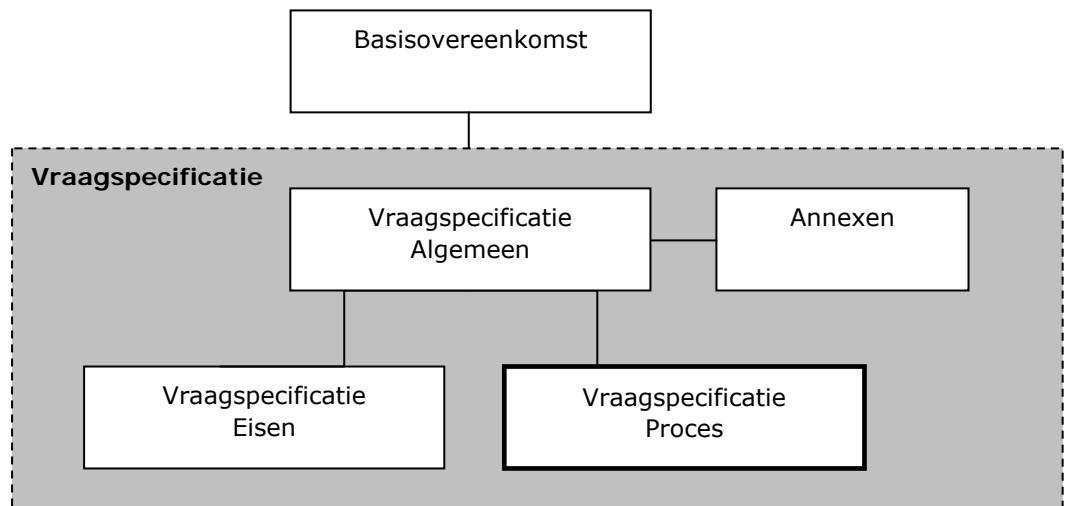 Basisovereenkomst
Vraagspecificatie
Vraagspecificatie
Algemeen
Annexen
Vraagspecificatie
Eisen
Vraagspecificatie
Proces